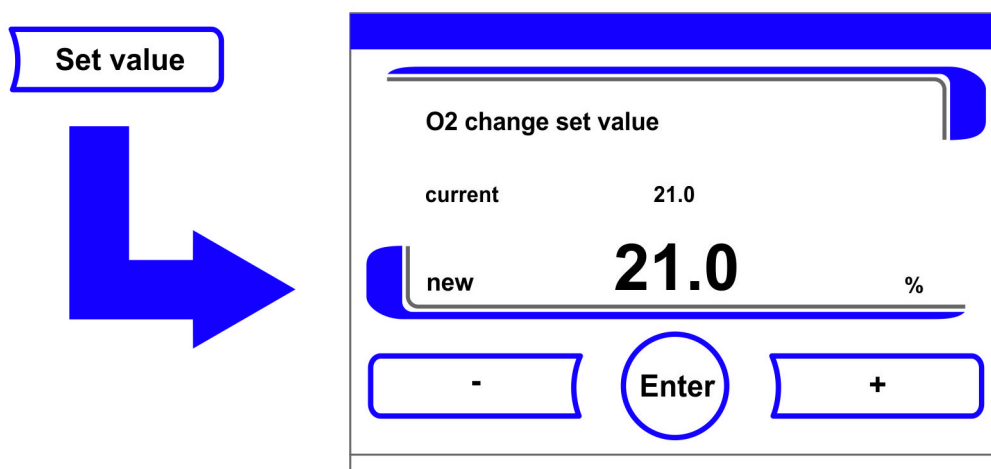 Set value
O2 change set value
current 21.0
new 21.0 %
- Enter +